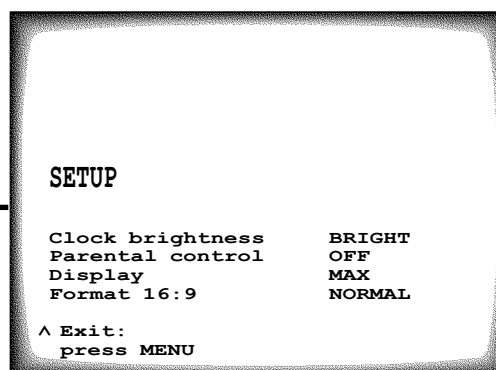 SETUP
Clock brightness BRIGHT
Parental control OFF
Display MAX
Format 16:9 NORMAL
^ Exit:
press MENU